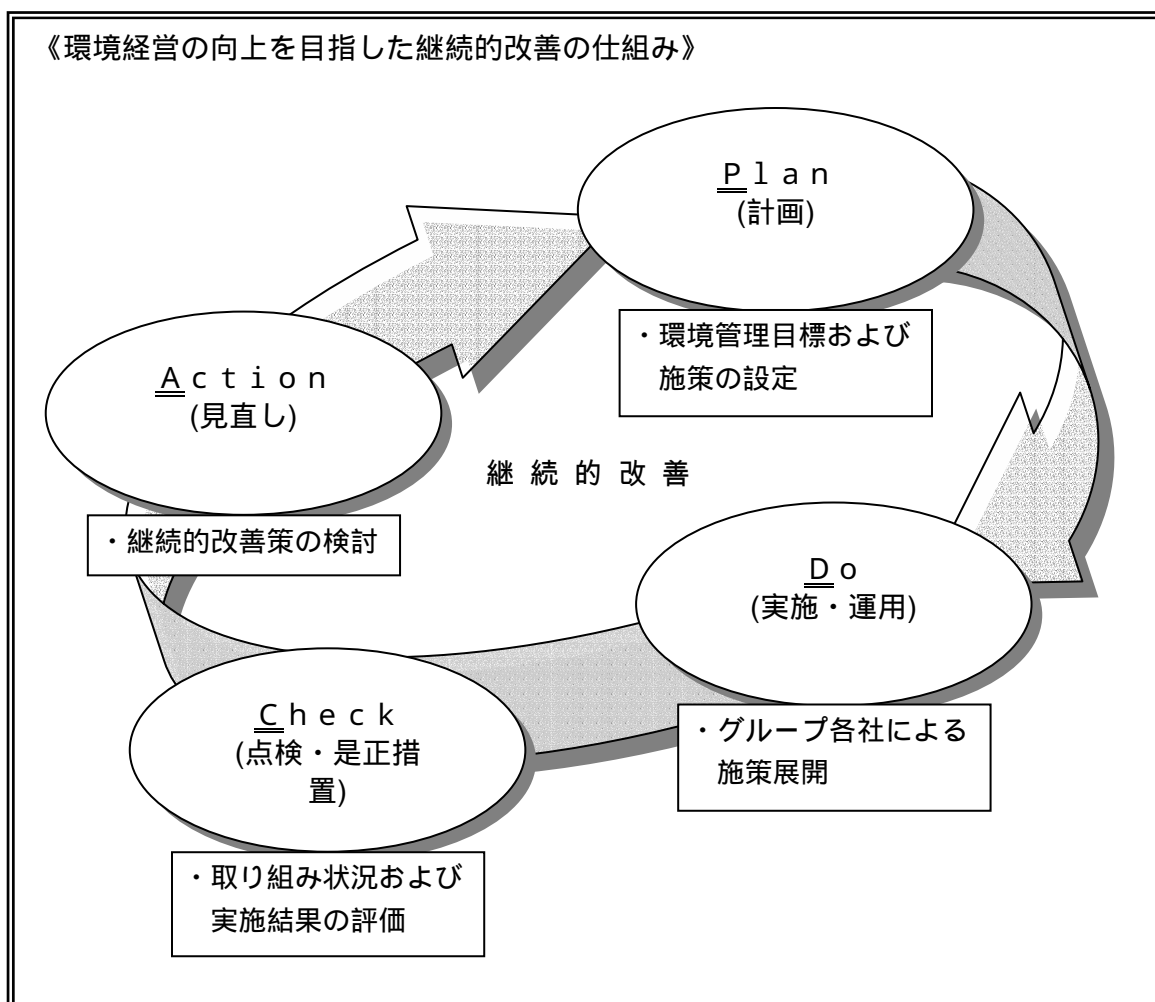 《環境経営の向上を目指した継続的改善の仕組み》
Plan
(計画)
・環境管理目標および
施策の設定
Action
(見直し)
・継続的改善策の検討
継続的改善
Do
(実施・運用)
・グループ各社による
施策展開
Check
(点検・是正措
置)
・取り組み状況および
実施結果の評価